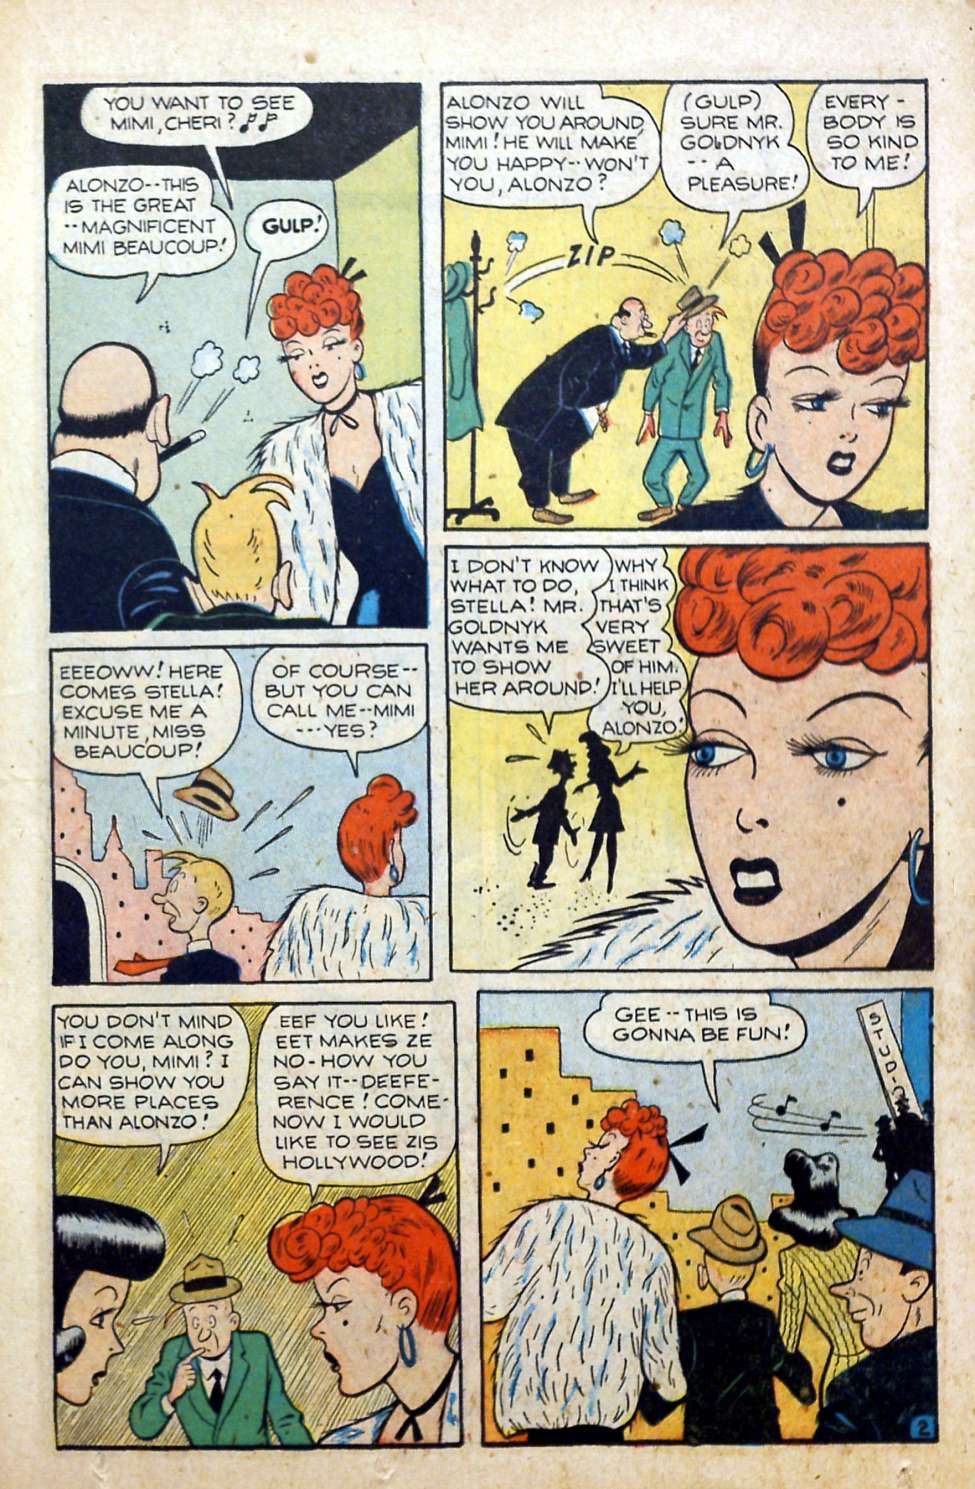 YOU WANT TO SEE
MIMI, CHERI?
ALONZO--THIS
IS THE GREAT
--MAGNIFICENT
MIMI BEAUCOUP!
GULP!
ALONZO WILL
SHOW YOU AROUND,
MIMI! HE WILL MAKE
YOU HAPPY--WON'T
YOU, ALONZO?
(GULP)
SURE MR.
GOLDNYK
-- A
PLEASURE!
EVERY-
BODY IS
SO KIND
TO ME!
ZIP
EEEOWW! HERE
COMES STELLA!
EXCUSE ME A
MINUTE, MISS
BEAUCOUP!
OF COURSE--
BUT YOU CAN
CALL ME--MIMI
---YES?
I DON'T KNOW
WHAT TO DO,
STELLA! MR.
GOLDNYK
WANTS ME
TO SHOW
HER AROUND!
WHY
I THINK
THAT'S
VERY
SWEET
OF HIM.
I'LL HELP
YOU,
ALONZO!
YOU DON'T MIND
IF I COME ALONG
DO YOU, MIMI? I
CAN SHOW YOU
MORE PLACES
THAN ALONZO!
EEF YOU LIKE!
EET MAKES ZE
NO-HOW YOU
SAY IT--DEEFE-
RENCE! COME-
NOW I WOULD
LIKE TO SEE ZIS
HOLLYWOOD!
GEE--THIS IS
GONNA BE FUN!
STUDIO
2